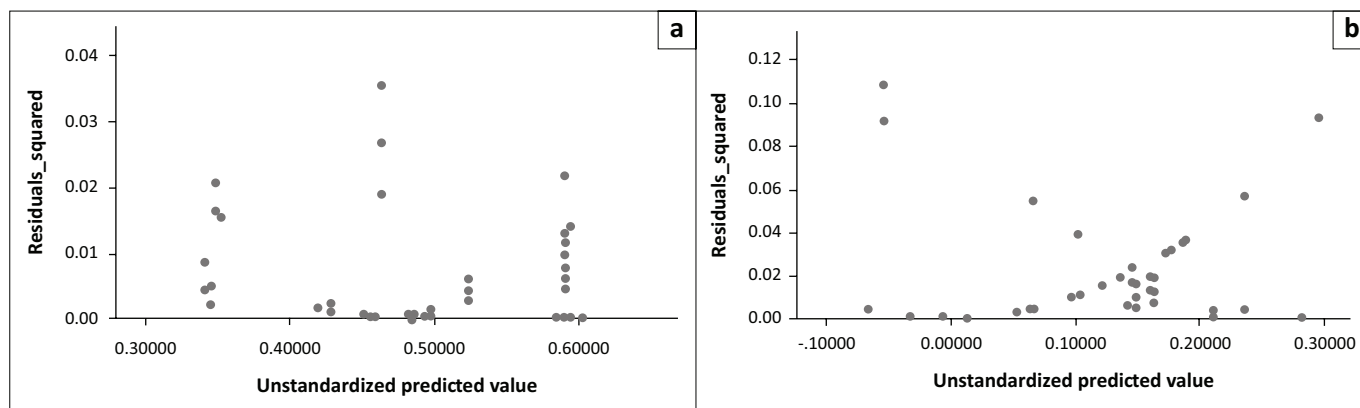 a
0.04
0.03
0.02
0.01
0.00
Residuals_squared
0.30000 0.40000 0.50000 0.60000
Unstandardized predicted value
b
0.12
0.10
0.08
0.06
0.04
0.02
0.00
Residuals_squared
-.10000 0.00000 0.10000 0.20000 0.30000
Unstandardized predicted value